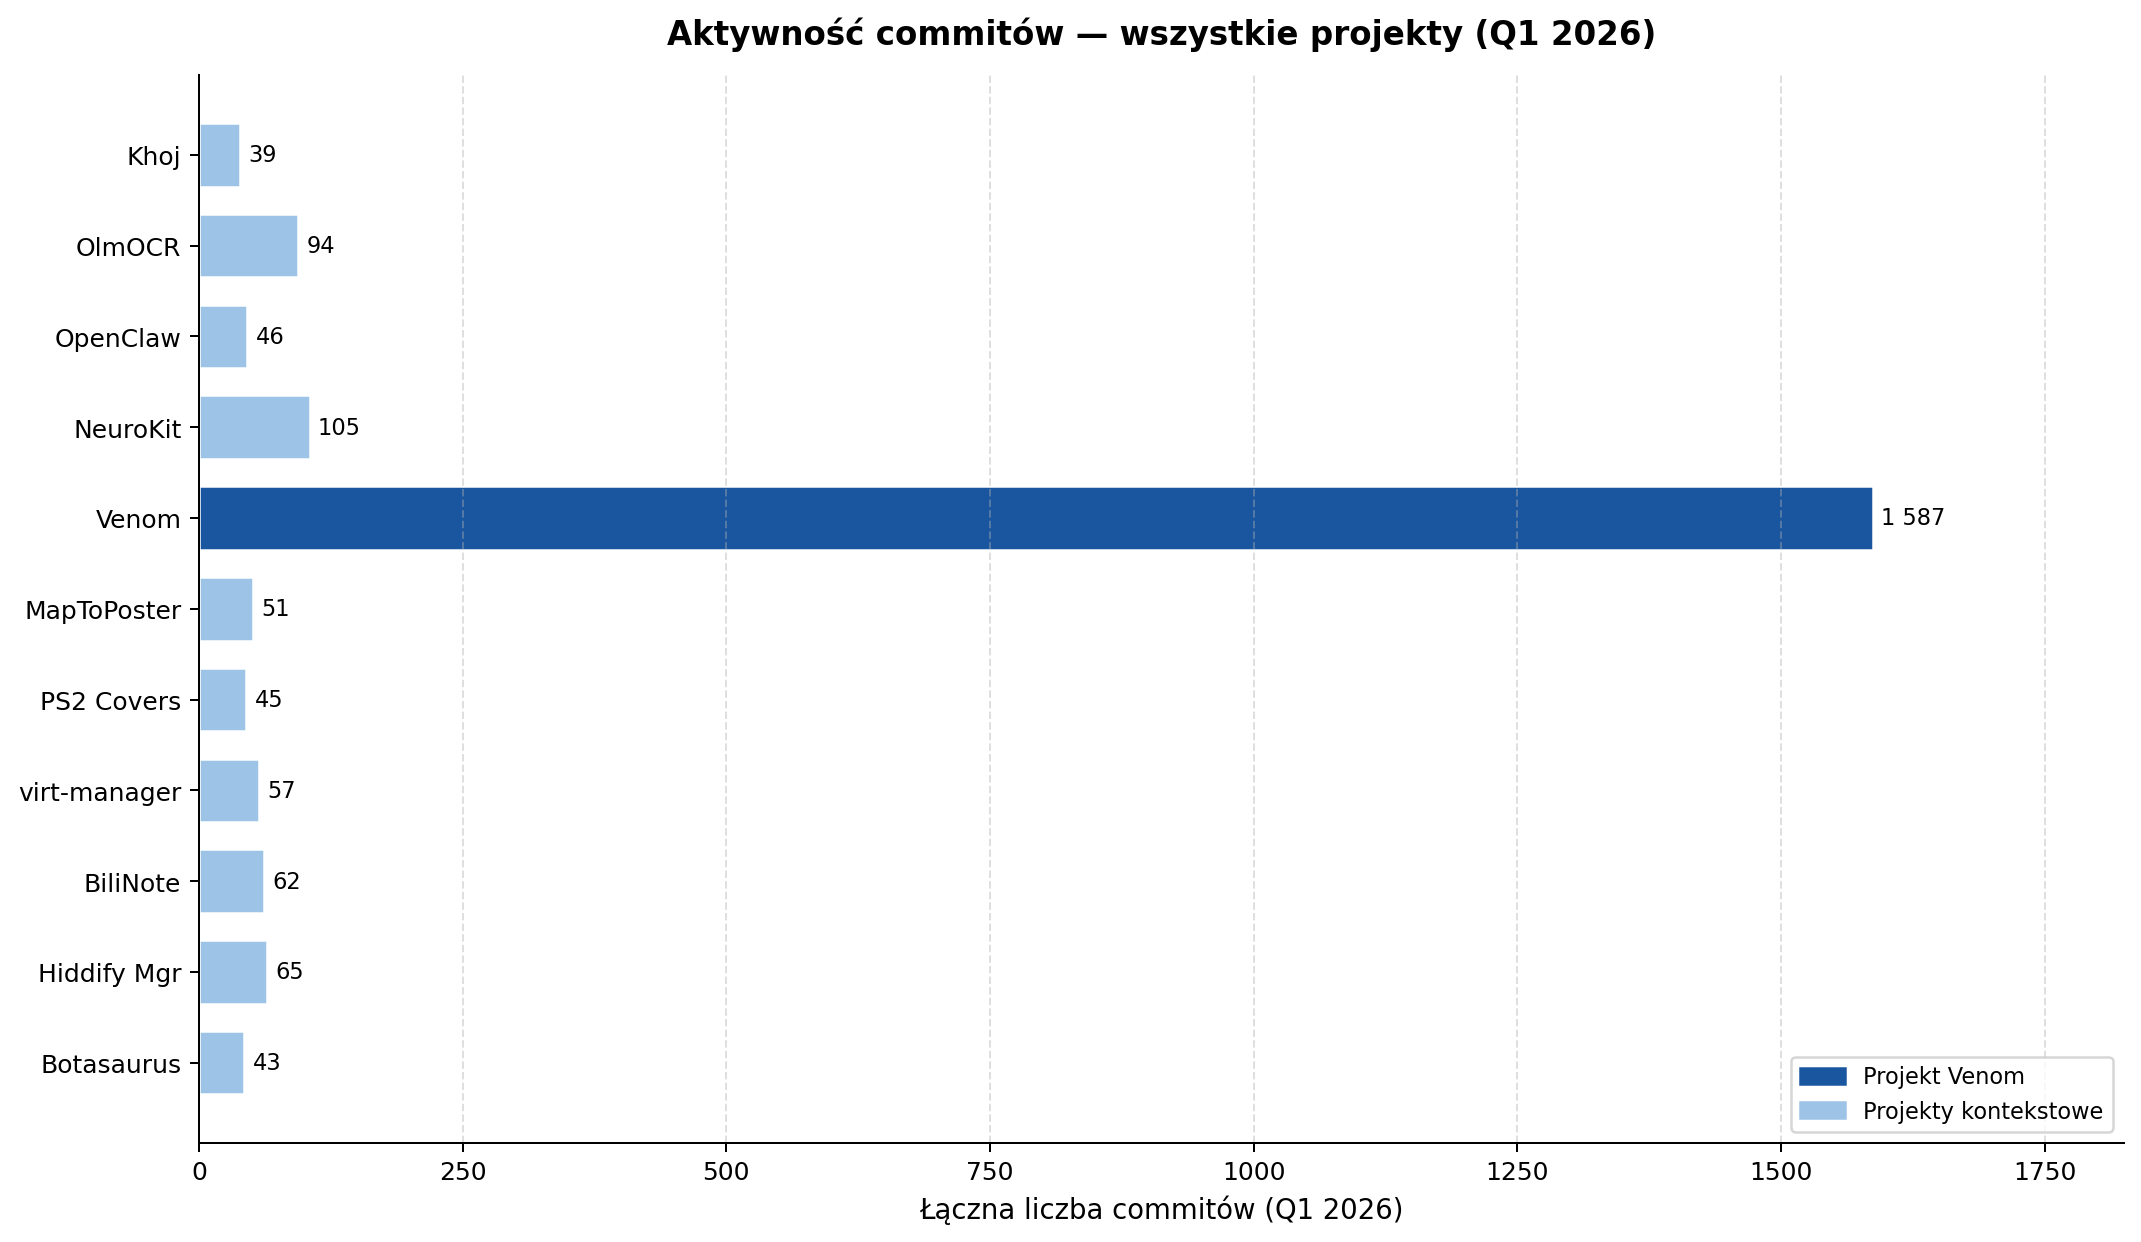 Aktywność commitów — wszystkie projekty (Q1 2026)
Khoj 39
OlmOCR 94
OpenClaw 46
NeuroKit 105
Venom 1 587
MapToPoster 51
PS2 Covers 45
virt-manager 57
BiliNote 62
Hiddify Mgr 65
Botasaurus 43
Projekt Venom
Projekty kontekstowe
0 250 500 750 1000 1250 1500 1750
Łączna liczba commitów (Q1 2026)